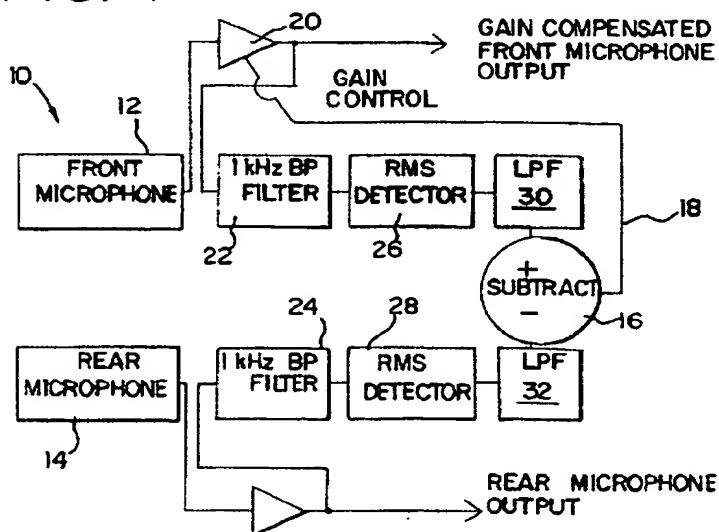 20
GAIN COMPENSATED
FRONT MICROPHONE
OUTPUT
10
GAIN
CONTROL
12
FRONT
MICROPHONE
1 kHz BP
FILTER
RMS
DETECTOR
LPF
30
18
22
26
+
SUBTRACT
-
16
24
28
REAR
MICROPHONE
1 kHz BP
FILTER
RMS
DETECTOR
LPF
32
14
REAR MICROPHONE
OUTPUT